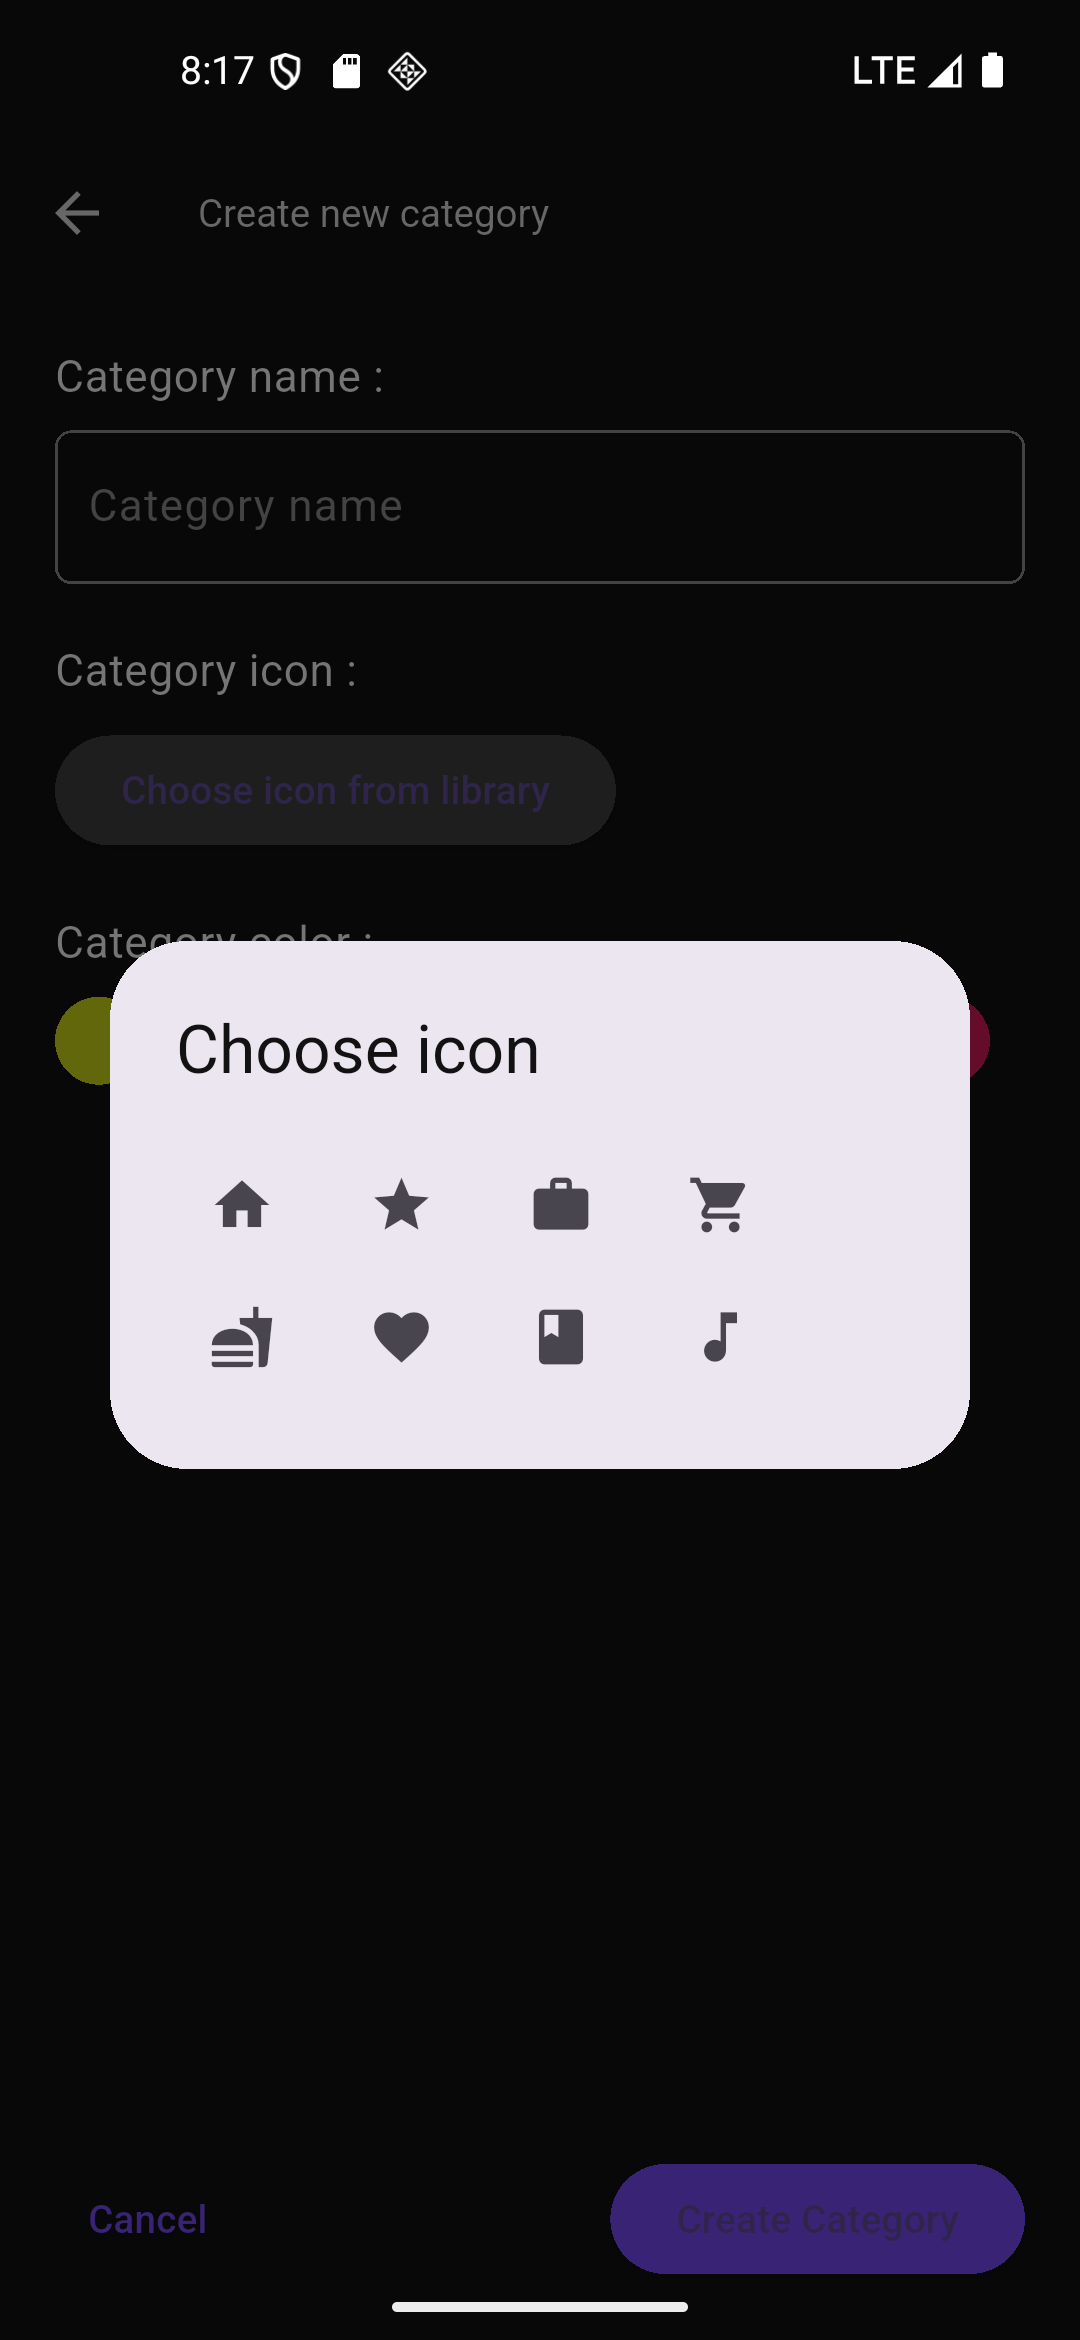 8:17 LTE
Create new category
Category name :
Category name
Category icon :
Choose icon from library
Category color :
Choose icon
Cancel
Create Category